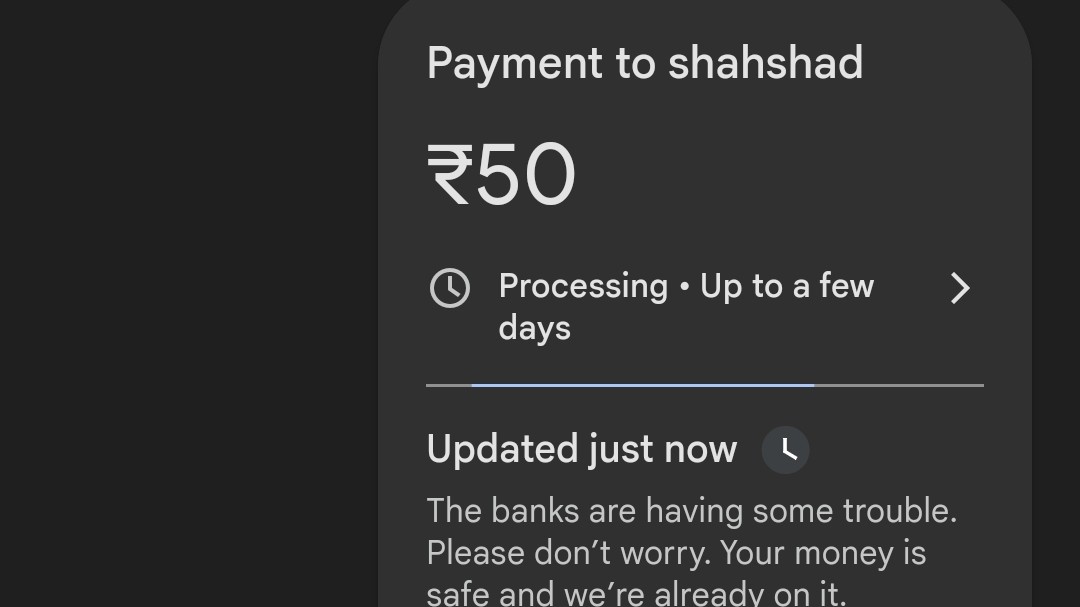 Payment to shahshad
₹50
Processing • Up to a few
days
Updated just now
The banks are having some trouble.
Please don’t worry. Your money is
safe and we’re already on it.